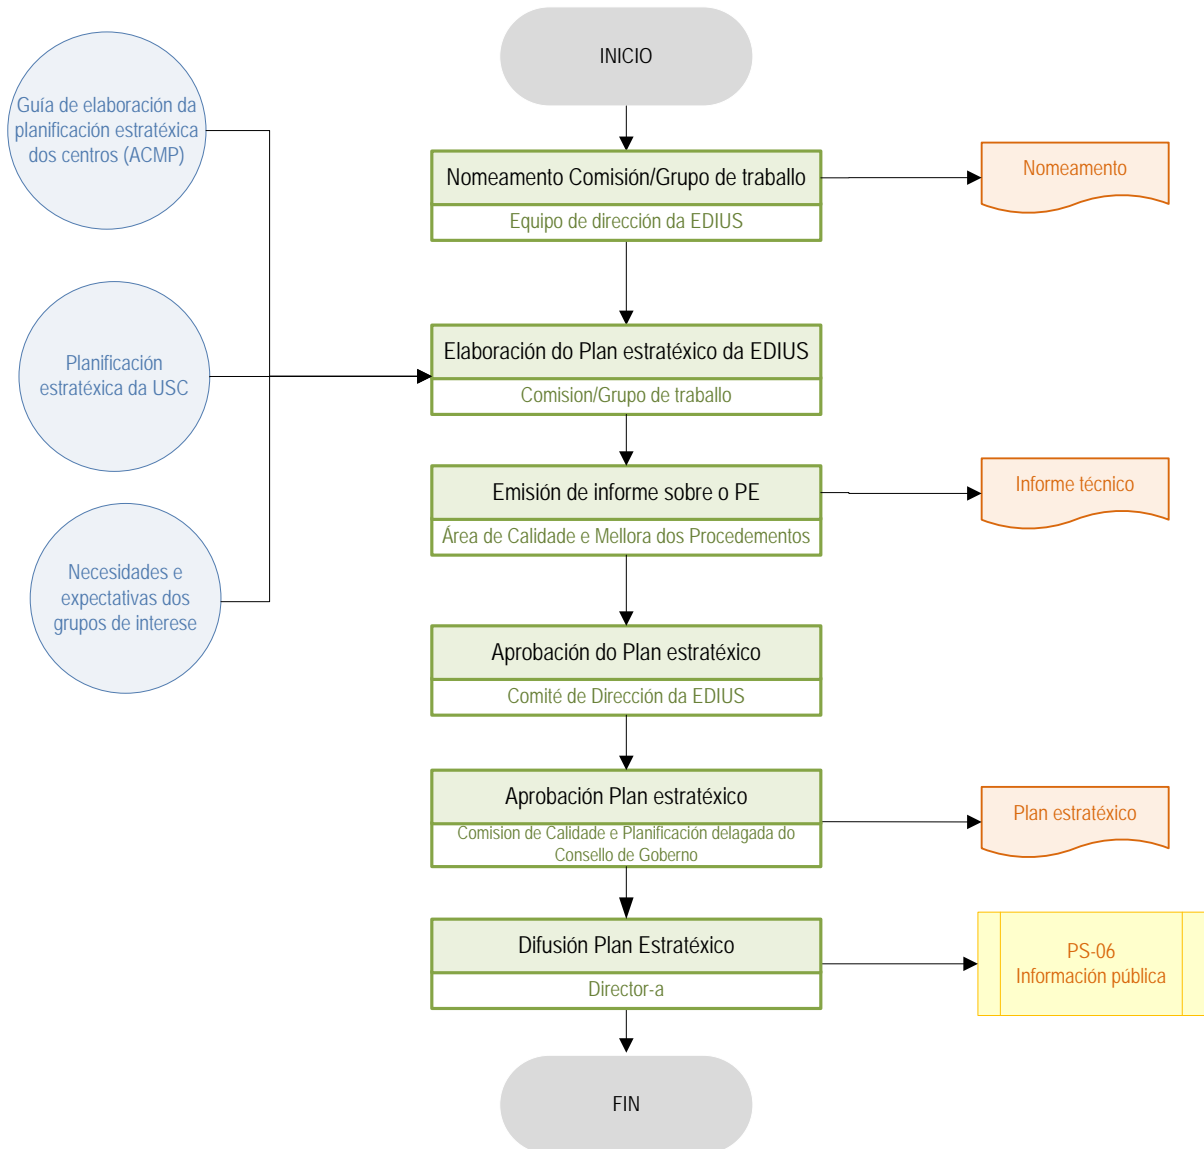 INICIO
Guía de elaboración da
planificación estratéxica
dos centros (ACMP)
Nomeamento Comisión/Grupo de traballo
Equipo de dirección da EDIUS
Nomeamento
Planificación
estratéxica da USC
Elaboración do Plan estratéxico da EDIUS
Comision/Grupo de traballo
Emisión de informe sobre o PE
Área de Calidade e Mellora dos Procedementos
Informe técnico
Necesidades e
expectativas dos
grupos de interese
Aprobación do Plan estratéxico
Comité de Dirección da EDIUS
Aprobación Plan estratéxico
Comision de Calidade e Planificación delagada do
Consello de Goberno
Plan estratéxico
Difusión Plan Estratéxico
Director-a
PS-06
Información pública
FIN